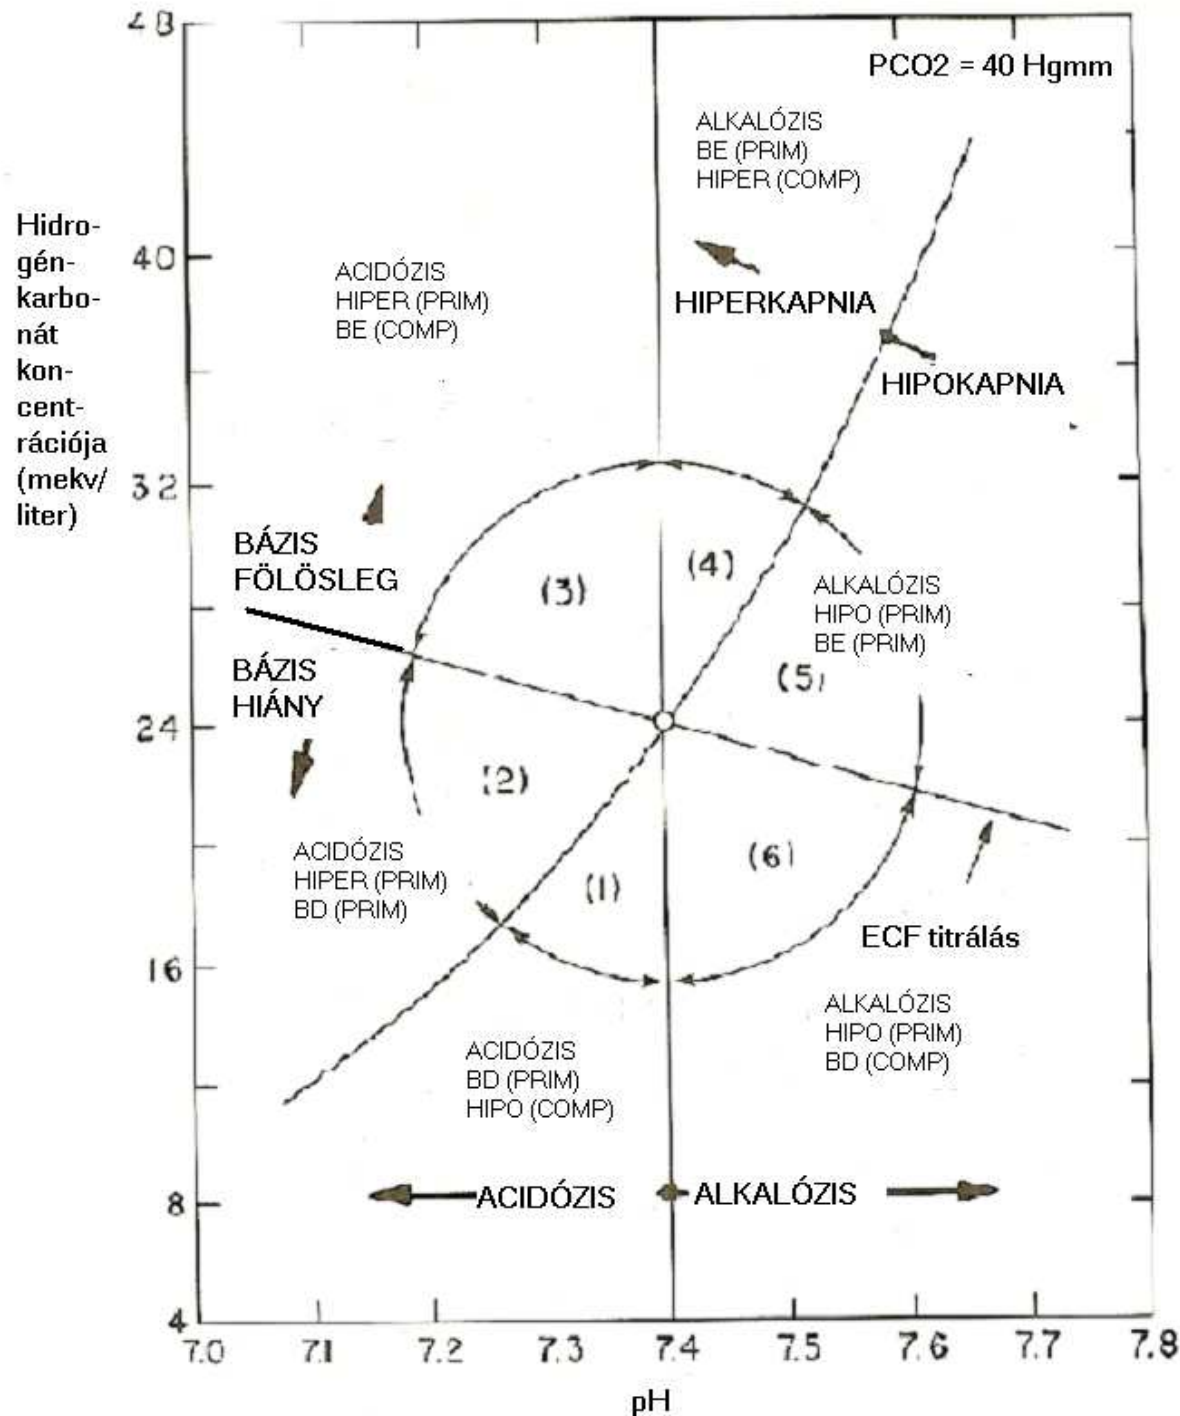 48
PCO2 = 40 Hgmm
ALKALÓZIS
BE (PRIM)
HIPER (COMP)
Hidro-
gén-
karbo-
nát
kon-
cent-
rációja
(mekv/
liter)
40
ACIDÓZIS
HIPER (PRIM)
BE (COMP)
HIPERKAPNIA
HIPOKAPNIA
32
BÁZIS
FÖLÖSLEG
(3)
(4)
ALKALÓZIS
HIPO (PRIM)
BE (PRIM)
BÁZIS
HIÁNY
(5)
24
(2)
ACIDÓZIS
HIPER (PRIM)
BD (PRIM)
(1)
(6)
ECF titrálás
16
ALKALÓZIS
HIPO (PRIM)
BD (COMP)
ACIDÓZIS
BD (PRIM)
HIPO (COMP)
ACIDÓZIS
ALKALÓZIS
8
4
7.0 7.1 7.2 7.3 7.4 7.5 7.6 7.7 7.8
pH